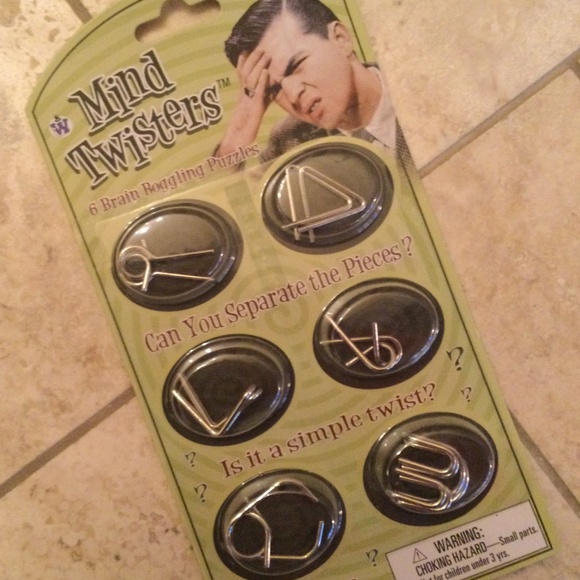 W
Mind
Twisters™
6 Brain Boggling Puzzles
Can You Separate the Pieces?
Is it a simple twist?
WARNING:
CHOKING HAZARD—Small parts.
for children under 3 yrs.